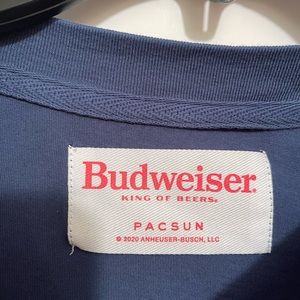 Budweiser®
KING OF BEERS®
PACSUN
© 2020 ANHEUSER-BUSCH, LLC